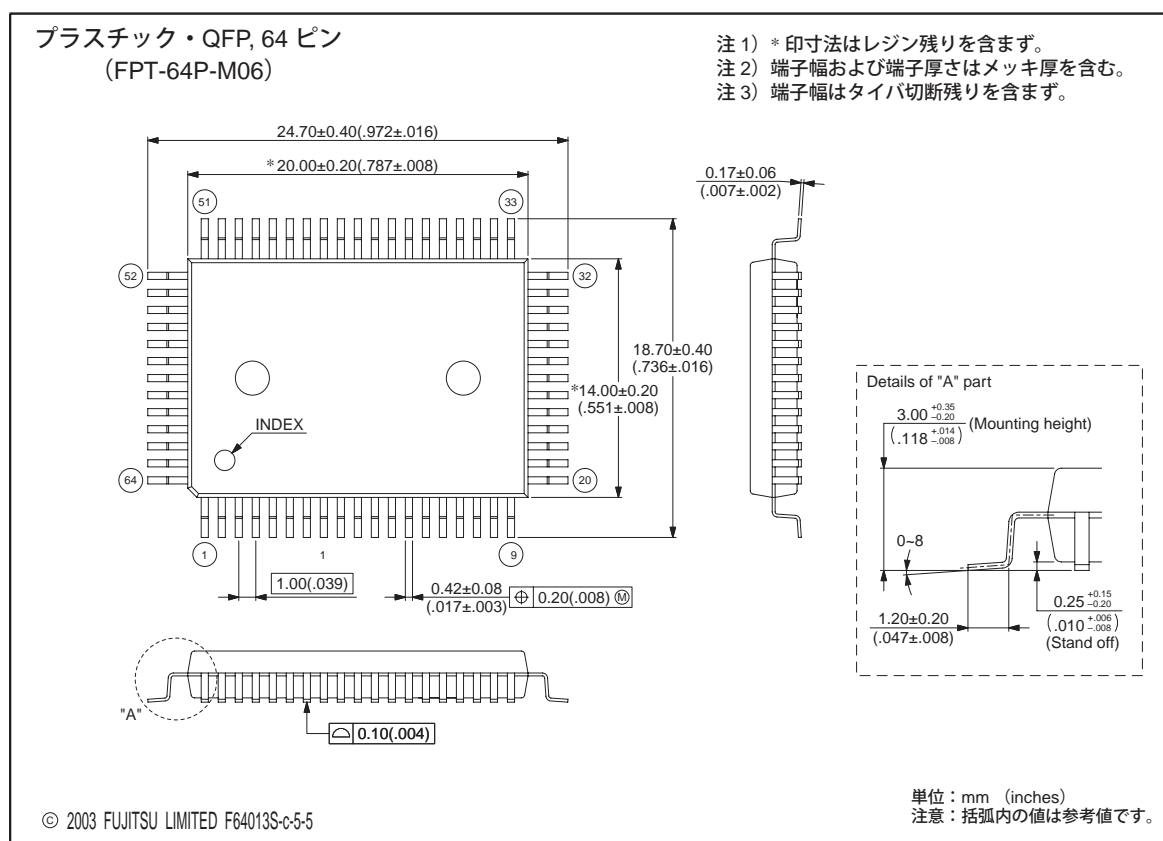 プラスチック・QFP, 64 ピン
（FPT-64P-M06）
注 1）* 印寸法はレジン残りを含まず。
注 2）端子幅および端子厚さはメッキ厚を含む。
注 3）端子幅はタイバ切断残りを含まず。
24.70±0.40(.972±.016)
*20.00±0.20(.787±.008)
0.17±0.06
(.007±.002)
51
33
52
32
18.70±0.40
(.736±.016)
*14.00±0.20
(.551±.008)
INDEX
64
20
1
1
9
1.00(.039)
0.42±0.08
(.017±.003)
0.20(.008) Ⓜ
Details of "A" part
3.00 +0.35 −0.20
(.118 +.014 −.008)
(Mounting height)
0~8
1.20±0.20
(.047±.008)
0.25 +0.15 −0.20
(.010 +.006 −.008)
(Stand off)
"A"
0.10(.004)
単位：mm （inches）
注意：括弧内の値は参考値です。
© 2003 FUJITSU LIMITED F64013S-c-5-5